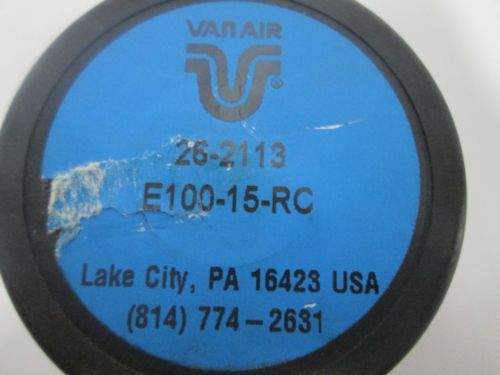 VAN AIR
®
26-2113
E100-15-RC
Lake City, PA 16423 USA
(814) 774-2631